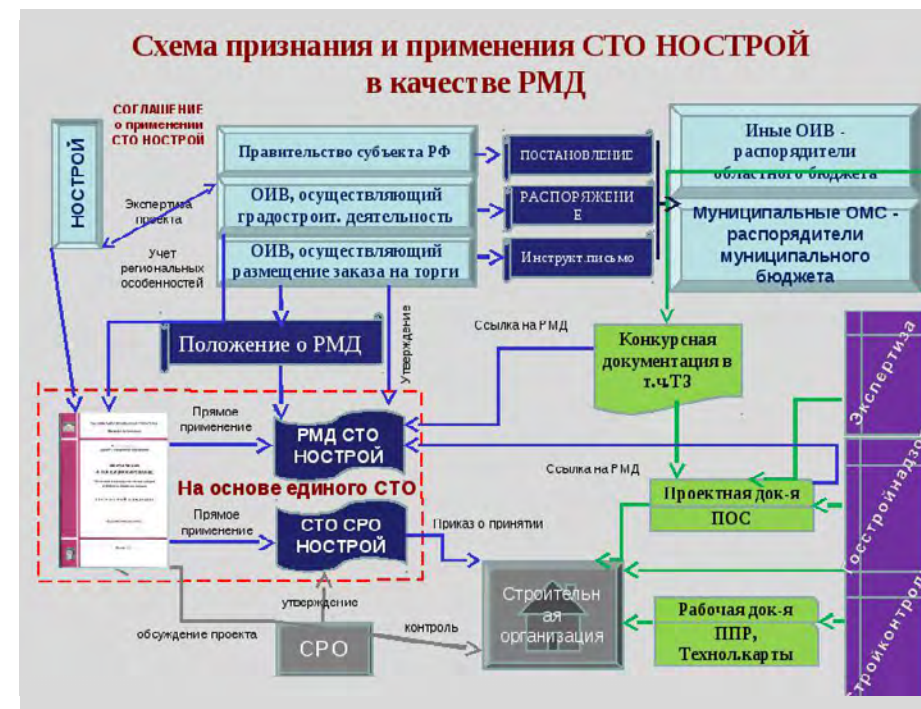 Схема признания и применения СТО НОСТРОЙ
в качестве РМД
СОГЛАШЕНИЕ
о применении
СТО НОСТРОЙ
НОСТРОЙ
Правительство субъекта РФ
ОИВ, осуществляющий
градостроит. деятельность
ОИВ, осуществляющий
размещение заказа на торги
ПОСТАНОВЛЕНИЕ
РАСПОРЯЖЕНИ
Е
Инструкт.письмо
Иные ОИВ -
распорядители
областного бюджета
Муниципальные ОМС -
распорядители
муниципального
бюджета
Экспертиза
проекта
Учет
региональных
особенностей
Положение о РМД
Утверждение
Ссылка на РМД
Конкурсная
документация в
т.ч.ТЗ
Экспертиза
Прямое
применение
РМД СТО
НОСТРОЙ
На основе единого СТО
Ссылка на РМД
Проектная док-я
ПОС
Госстройнадзо
Прямое
применение
СТО СРО
НОСТРОЙ
Приказ о принятии
Строительн
ая
организация
утверждение
обсуждение проекта
СРО
контроль
Рабочая док-я
ППР,
Технол.карты
Стройконтрол